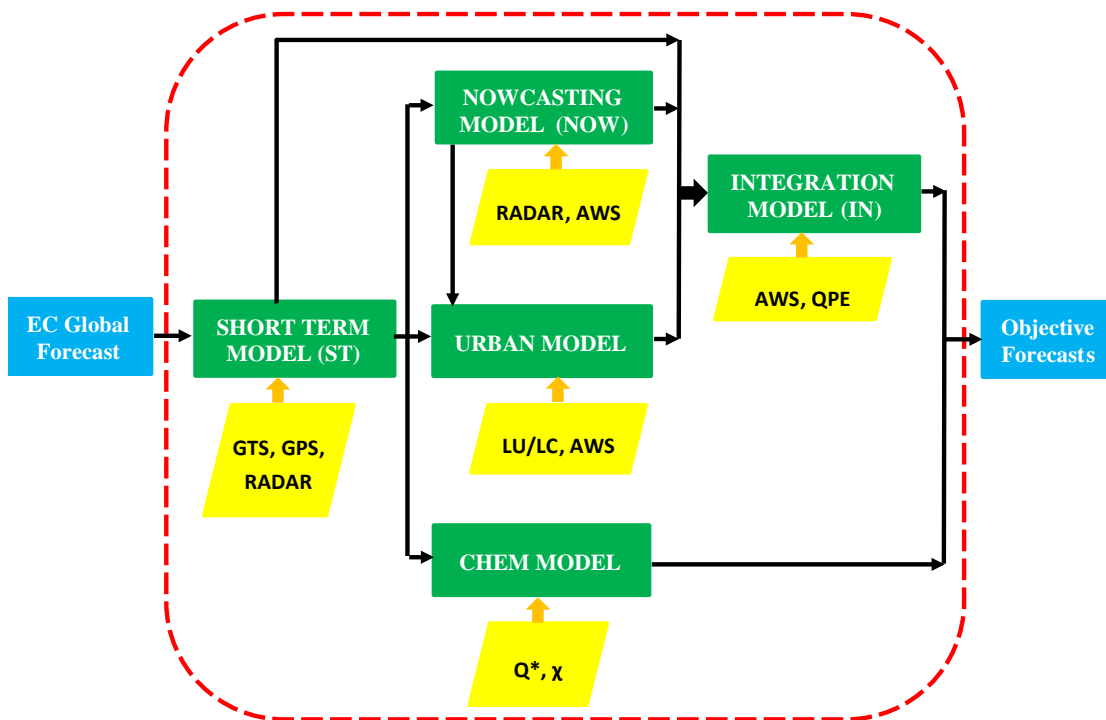 NOWCASTING
MODEL (NOW)
RADAR, AWS
INTEGRATION
MODEL (IN)
AWS, QPE
EC Global
Forecast
SHORT TERM
MODEL (ST)
GTS, GPS,
RADAR
URBAN MODEL
LU/LC, AWS
Objective
Forecasts
CHEM MODEL
Q*, χ